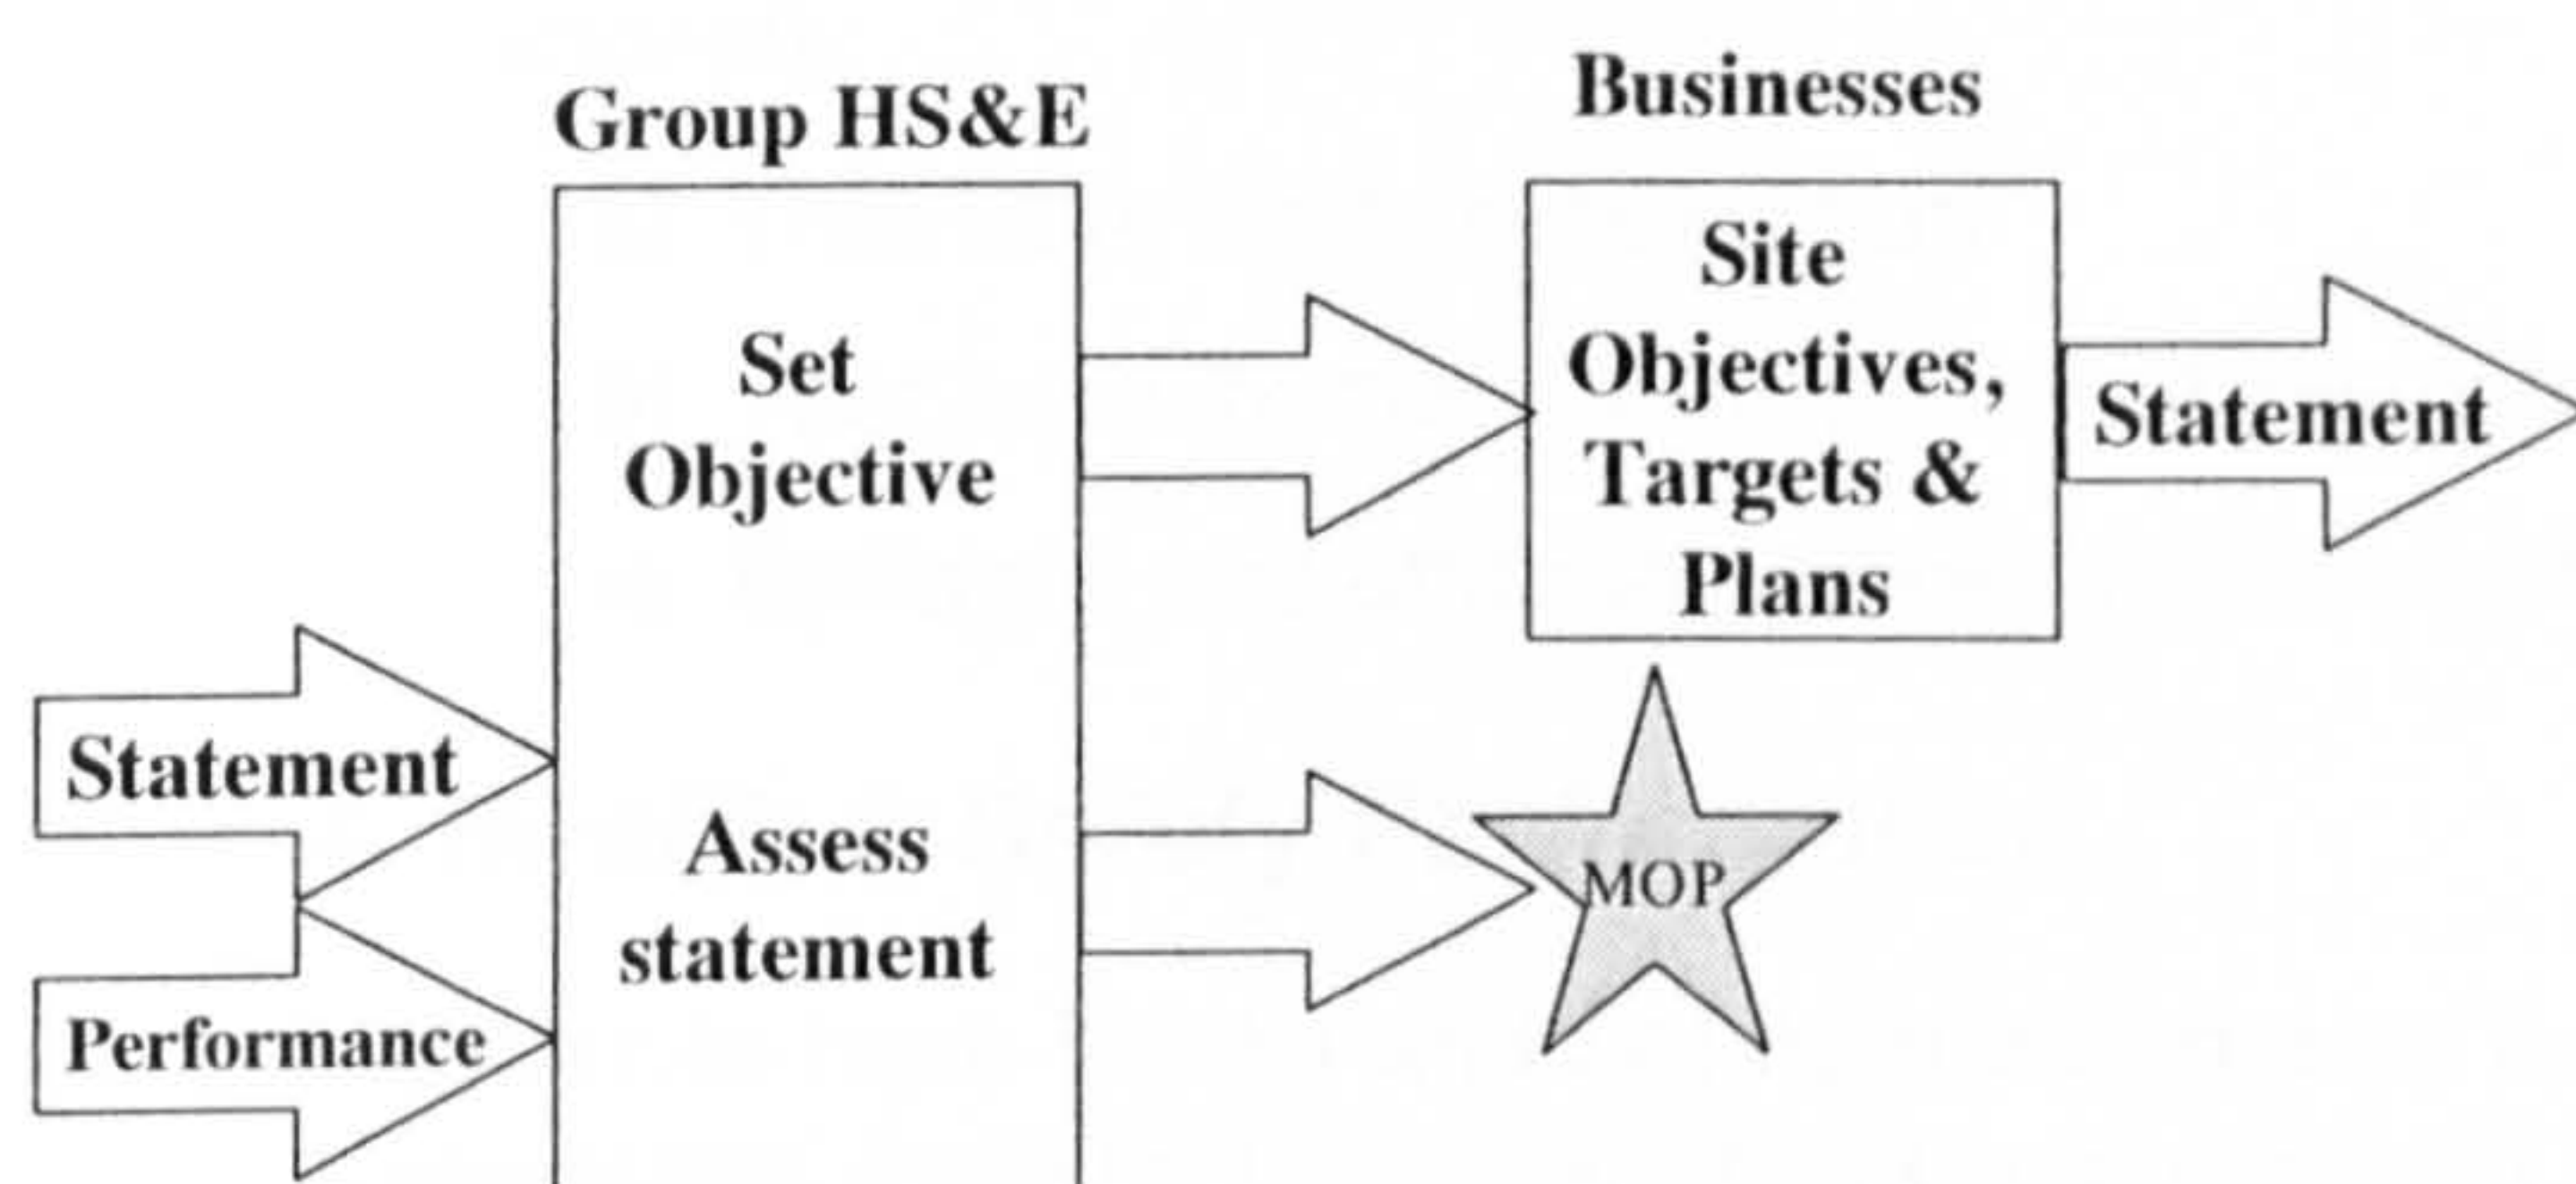 Group HS&E
Businesses
Set
Objective
Site
Objectives,
Targets &
Plans
Statement
Statement
Performance
Assess
statement
MOP